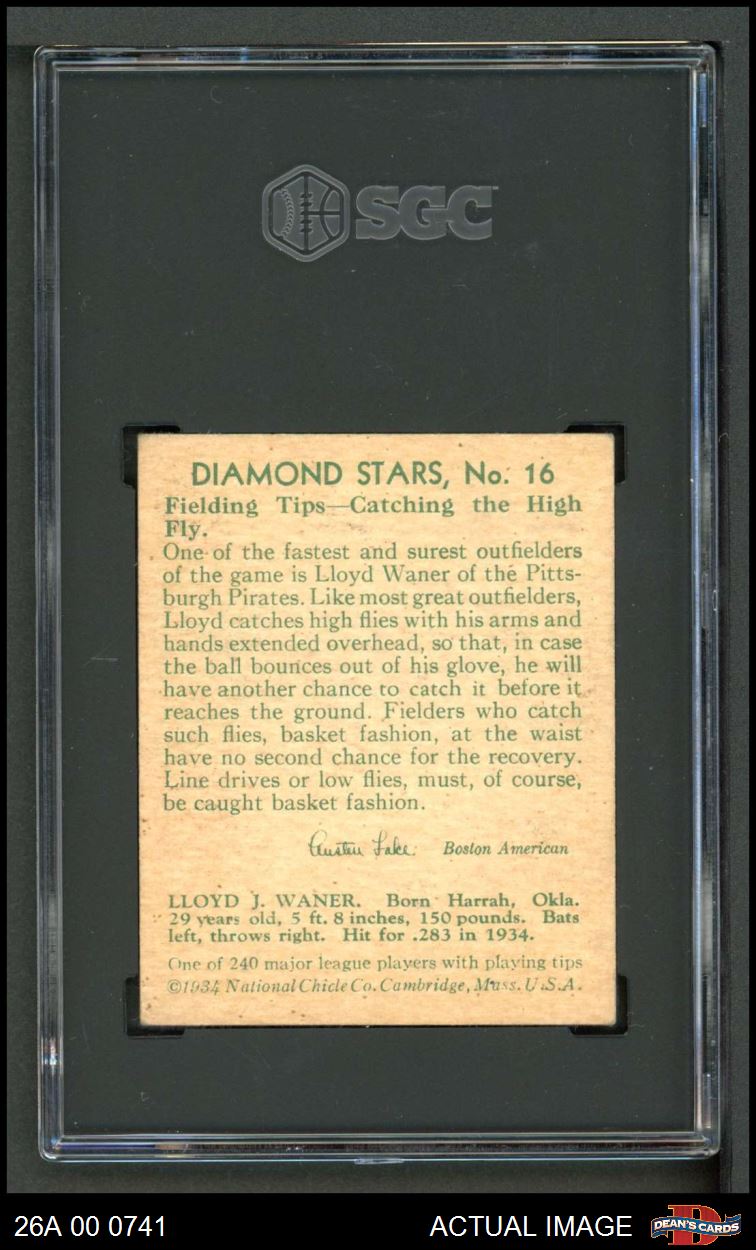 SGC
DIAMOND STARS, No. 16
Fielding Tips—Catching the High
Fly.
One of the fastest and surest outfielders
of the game is Lloyd Waner of the Pitts-
burgh Pirates. Like most great outfielders,
Lloyd catches high flies with his arms and
hands extended overhead, so that, in case
the ball bounces out of his glove, he will
have another chance to catch it before it
reaches the ground. Fielders who catch
such flies, basket fashion, at the waist
have no second chance for the recovery.
Line drives or low flies, must, of course,
be caught basket fashion.
Austen Lake. Boston American
LLOYD J. WANER. Born Harrah, Okla.
29 years old, 5 ft. 8 inches, 150 pounds. Bats
left, throws right. Hit for .283 in 1934.
One of 240 major league players with playing tips
©1934 National Chicle Co. Cambridge, Mass. U.S.A.
26A 00 0741 ACTUAL IMAGE DEAN'S CARDS